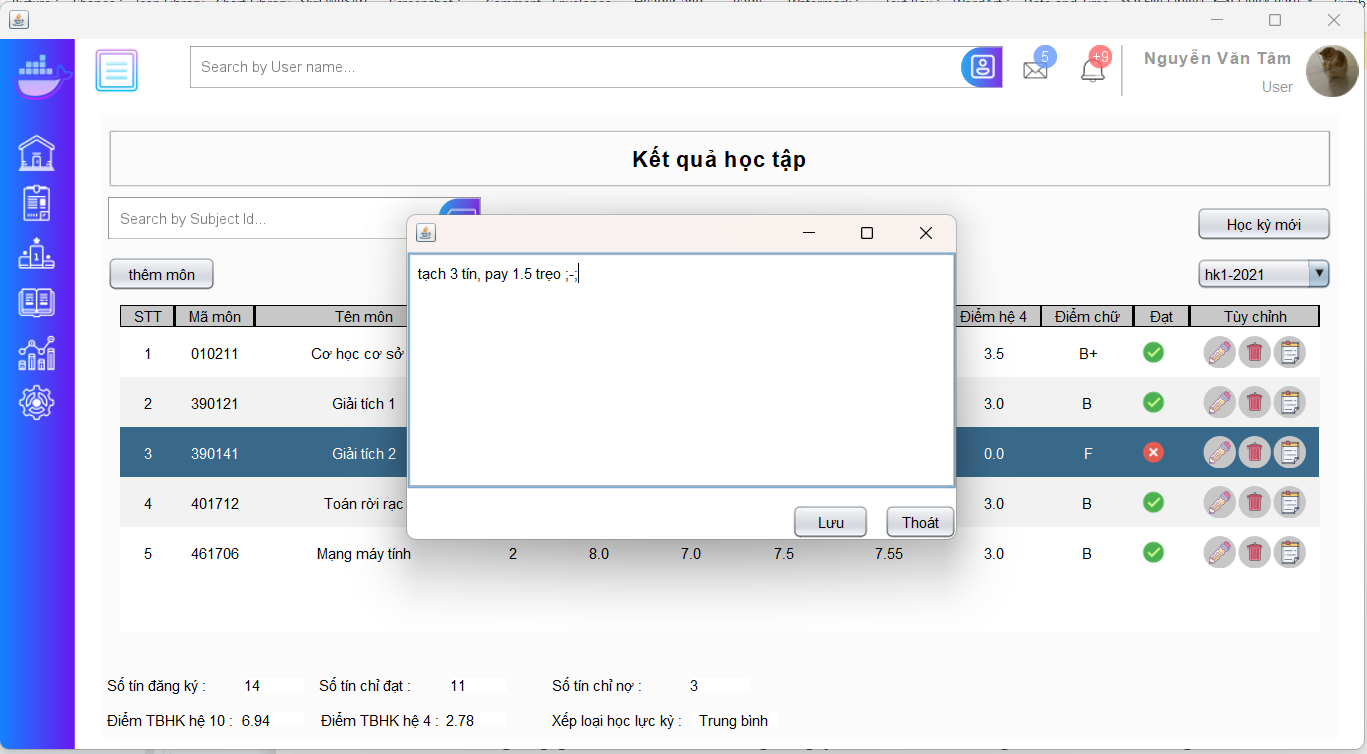 Search by User name...
5
+9
Nguyễn Văn Tâm
User
Kết quả học tập
Search by Subject Id...
Học kỳ mới
thêm môn
hk1-2021
tạch 3 tín, pay 1.5 trẹo ;-;
Lưu
Thoát
STT Mã môn Tên môn Điểm hệ 4 Điểm chữ Đạt Tùy chỉnh
1 010211 Cơ học cơ sở 3.5 B+
2 390121 Giải tích 1 3.0 B
3 390141 Giải tích 2 0.0 F
4 401712 Toán rời rạc 3.0 B
5 461706 Mạng máy tính 2 8.0 7.0 7.5 7.55 3.0 B
Số tín đăng ký : 14 Số tín chỉ đạt : 11 Số tín chỉ nợ : 3
Điểm TBHK hệ 10 : 6.94 Điểm TBHK hệ 4 : 2.78 Xếp loại học lực kỳ : Trung bình